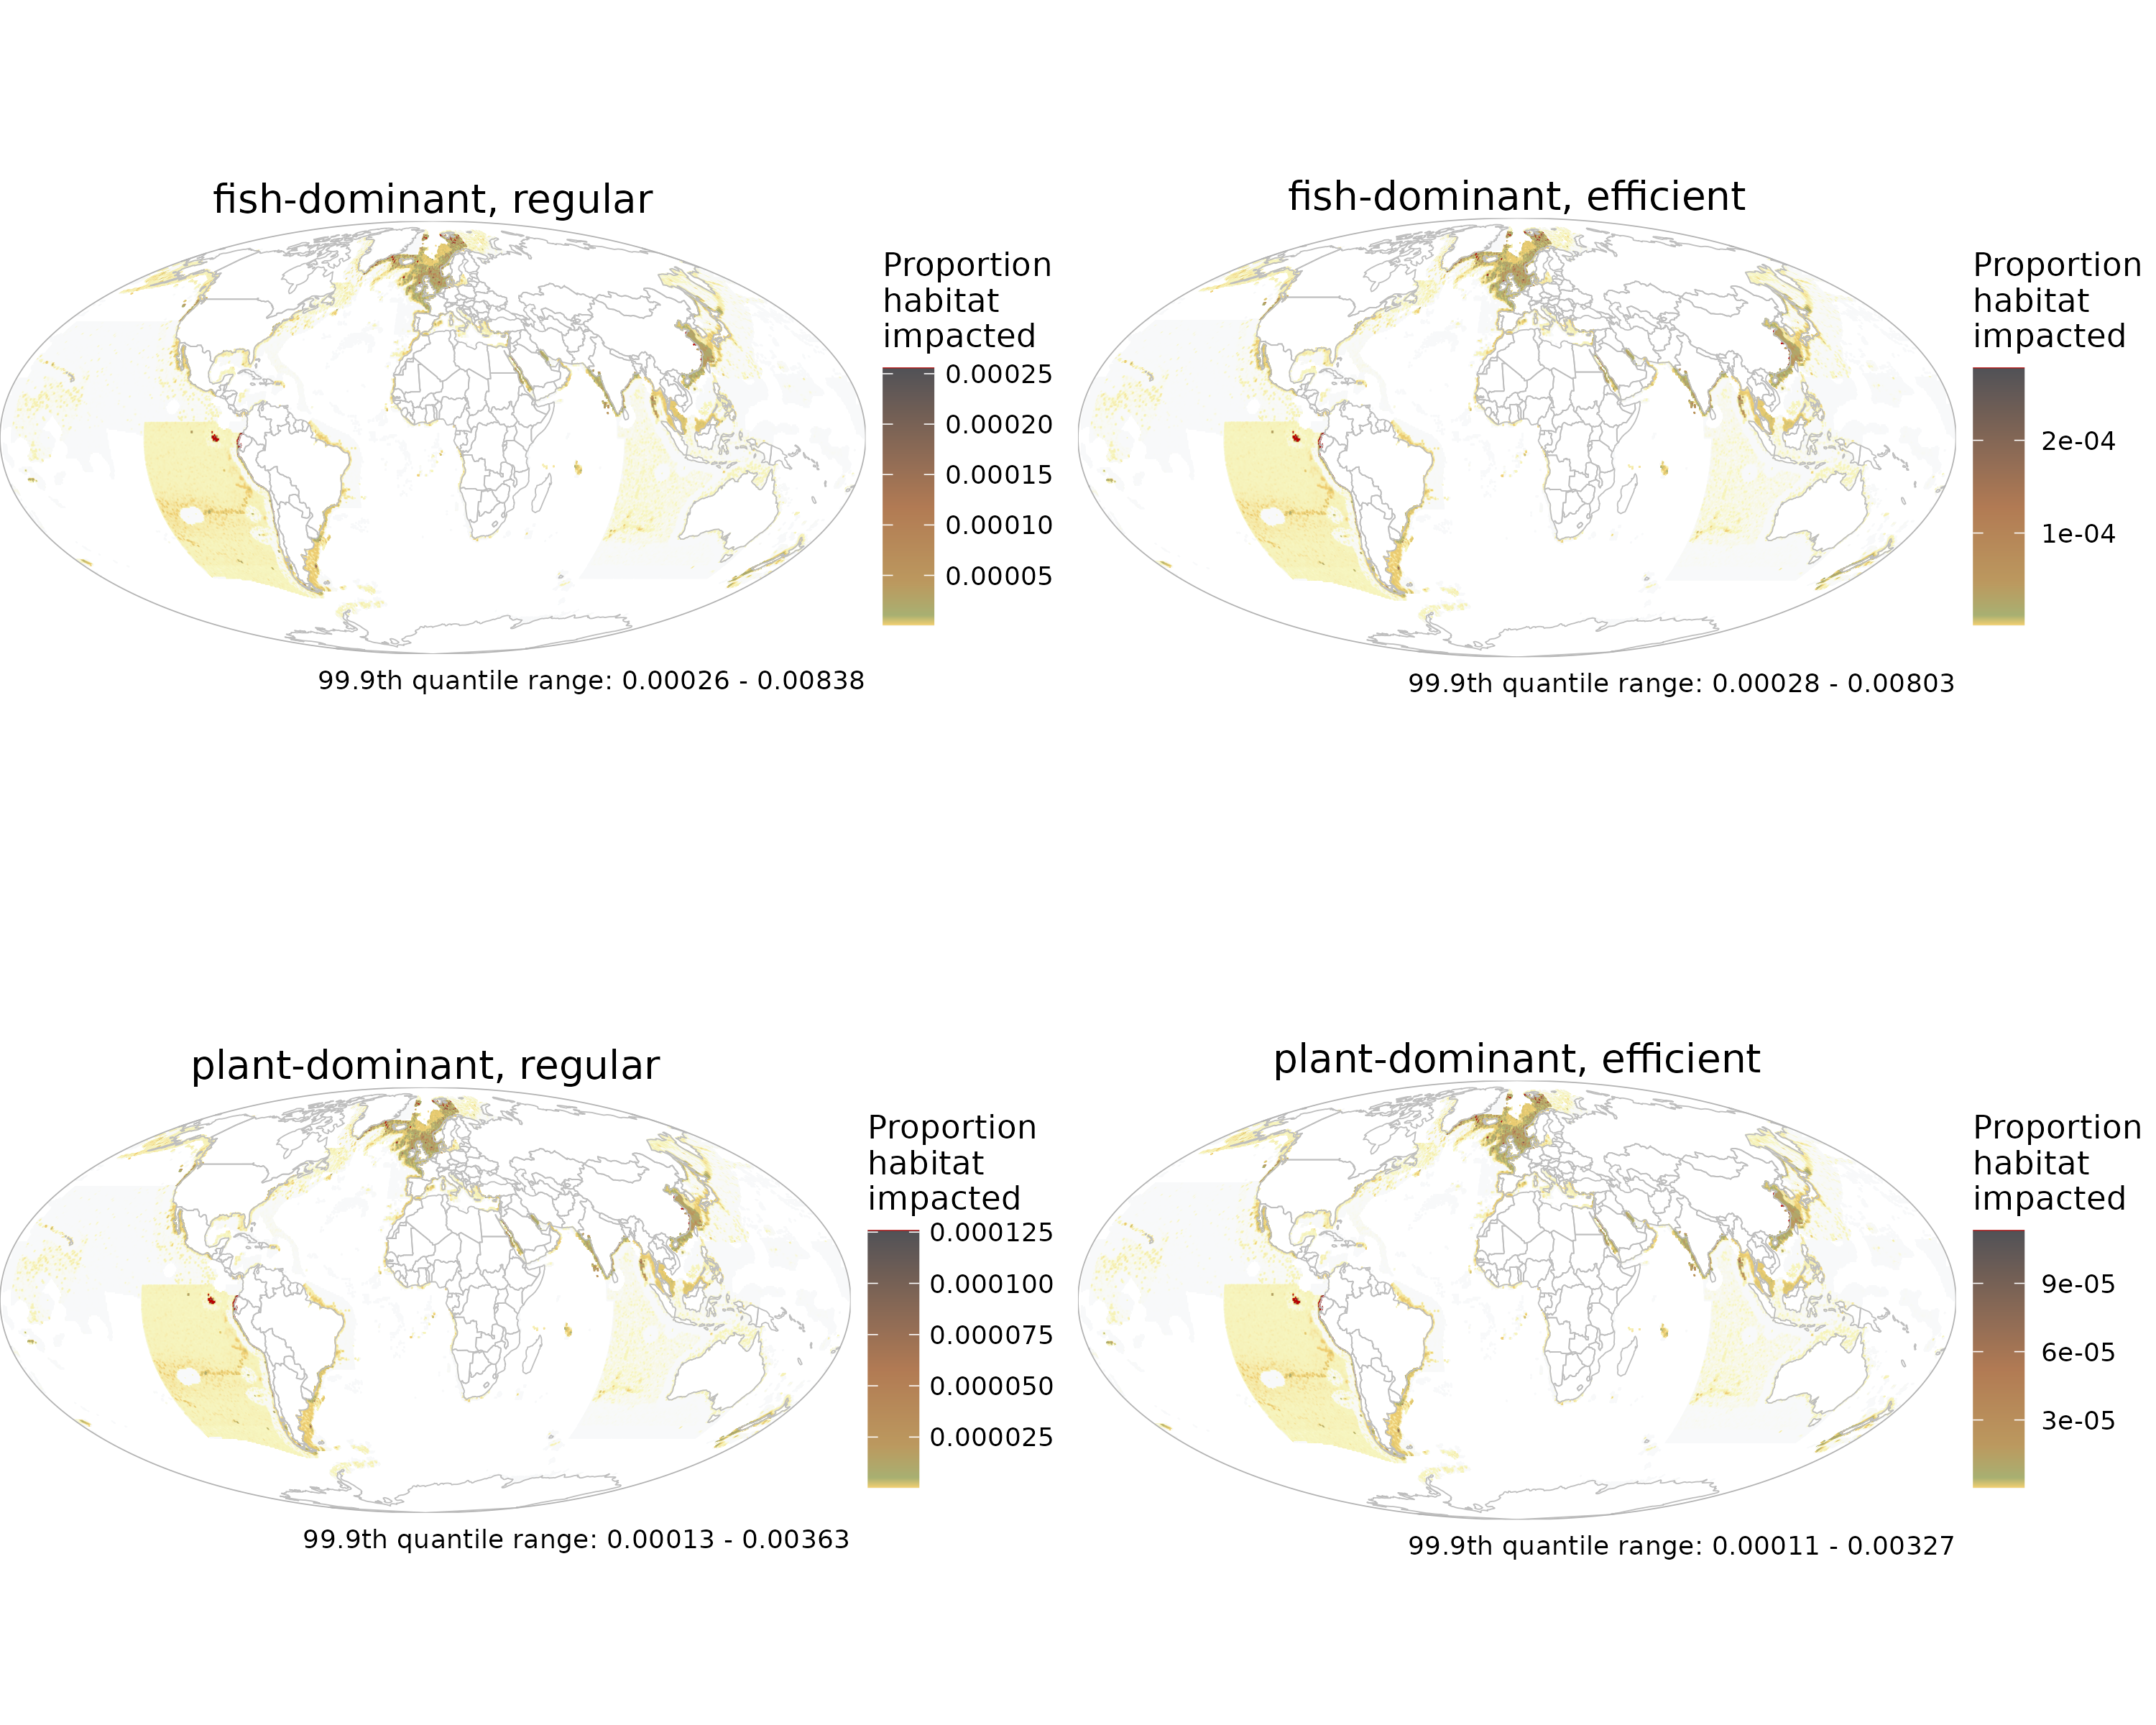 fish-dominant, regular
Proportion
habitat
impacted
0.00025
0.00020
0.00015
0.00010
0.00005
99.9th quantile range: 0.00026 - 0.00838
fish-dominant, efficient
Proportion
habitat
impacted
2e-04
1e-04
99.9th quantile range: 0.00028 - 0.00803
plant-dominant, regular
Proportion
habitat
impacted
0.000125
0.000100
0.000075
0.000050
0.000025
99.9th quantile range: 0.00013 - 0.00363
plant-dominant, efficient
Proportion
habitat
impacted
9e-05
6e-05
3e-05
99.9th quantile range: 0.00011 - 0.00327